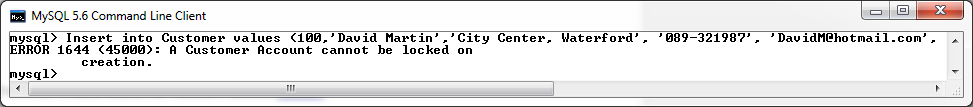 MySQL 5.6 Command Line Client
mysql> Insert into Customer values (100,'David Martin','City Center, Waterford', '089-321987', 'DavidM@hotmail.com',
ERROR 1644 (45000): A Customer Account cannot be locked on
creation.
mysql>